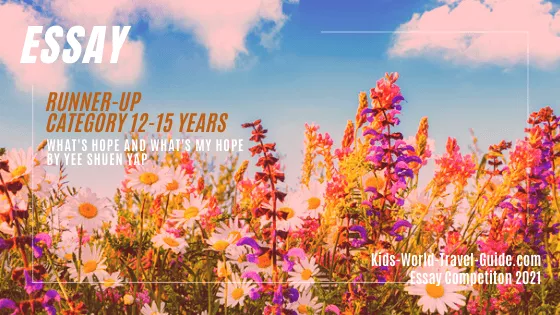 ESSAY
RUNNER-UP
CATEGORY 12-15 YEARS
WHAT'S HOPE AND WHAT'S MY HOPE
BY YEE SHUEN YAP
Kids-World-Travel-Guide.com
Essay Competiton 2021